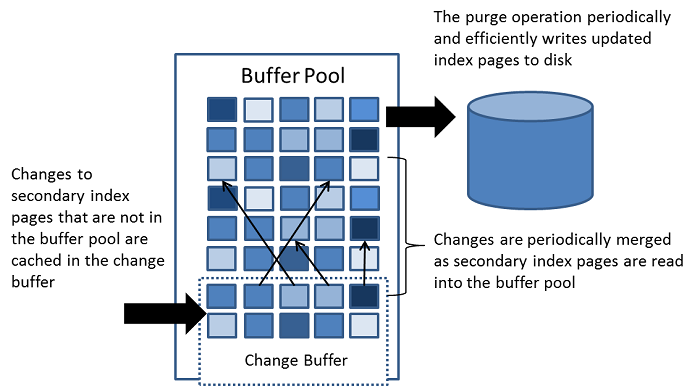 The purge operation periodically
and efficiently writes updated
index pages to disk
Buffer Pool
Changes to
secondary index
pages that are not in
the buffer pool are
cached in the change
buffer
Changes are periodically merged
as secondary index pages are read
into the buffer pool
Change Buffer